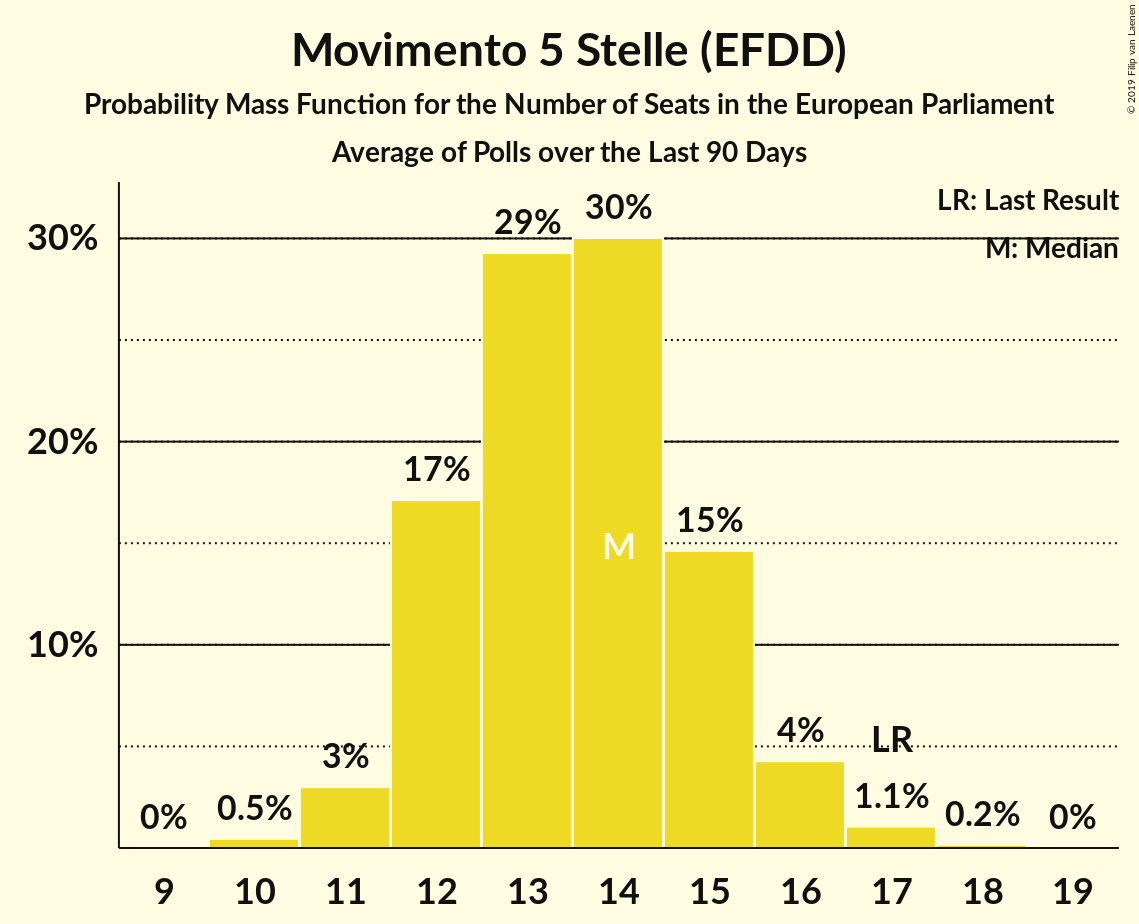 Movimento 5 Stelle (EFDD)
Probability Mass Function for the Number of Seats in the European Parliament
Average of Polls over the Last 90 Days
© 2019 Filip van Laenen
LR: Last Result
M: Median
30%
20%
10%
0%
0.5%
3%
17%
29%
30%
M
15%
4%
LR
1.1%
0.2%
0%
9 10 11 12 13 14 15 16 17 18 19